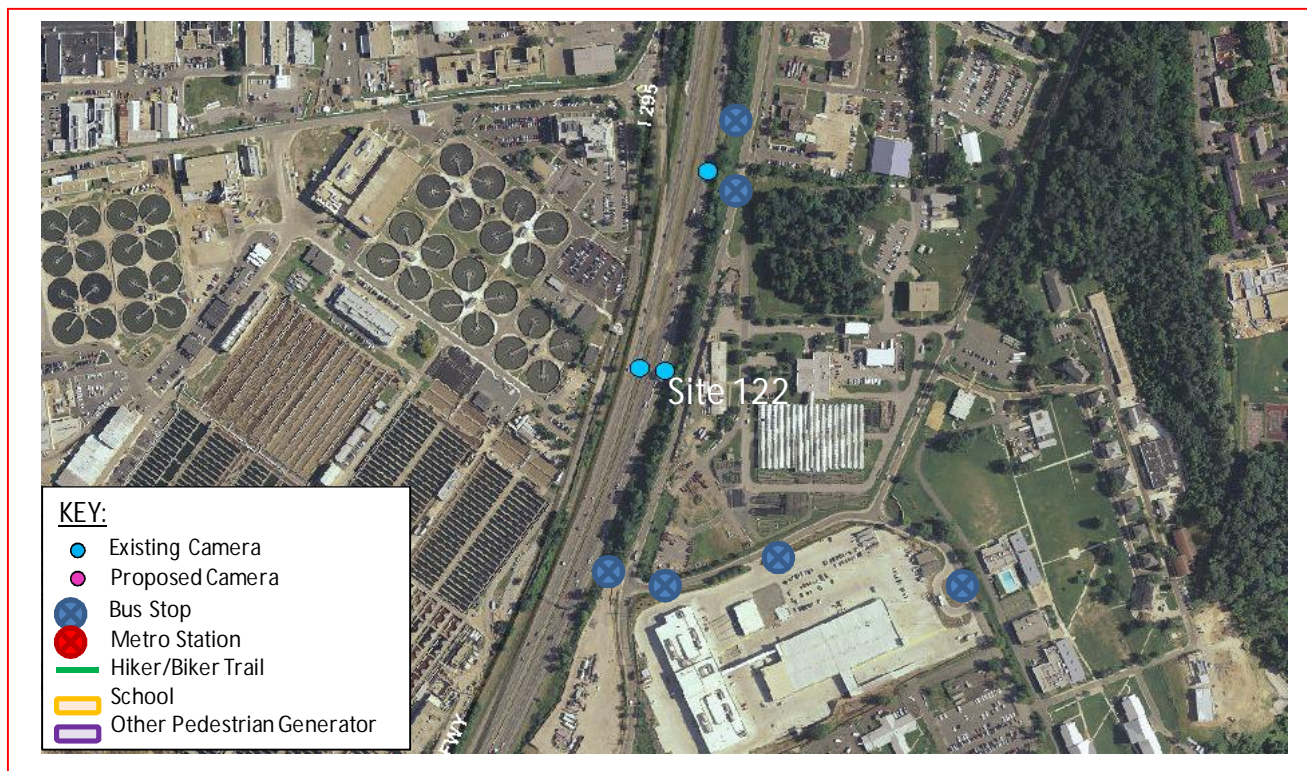 I 295
Site 122
KEY:
Existing Camera
Proposed Camera
Bus Stop
Metro Station
Hiker/Biker Trail
School
Other Pedestrian Generator
FWY